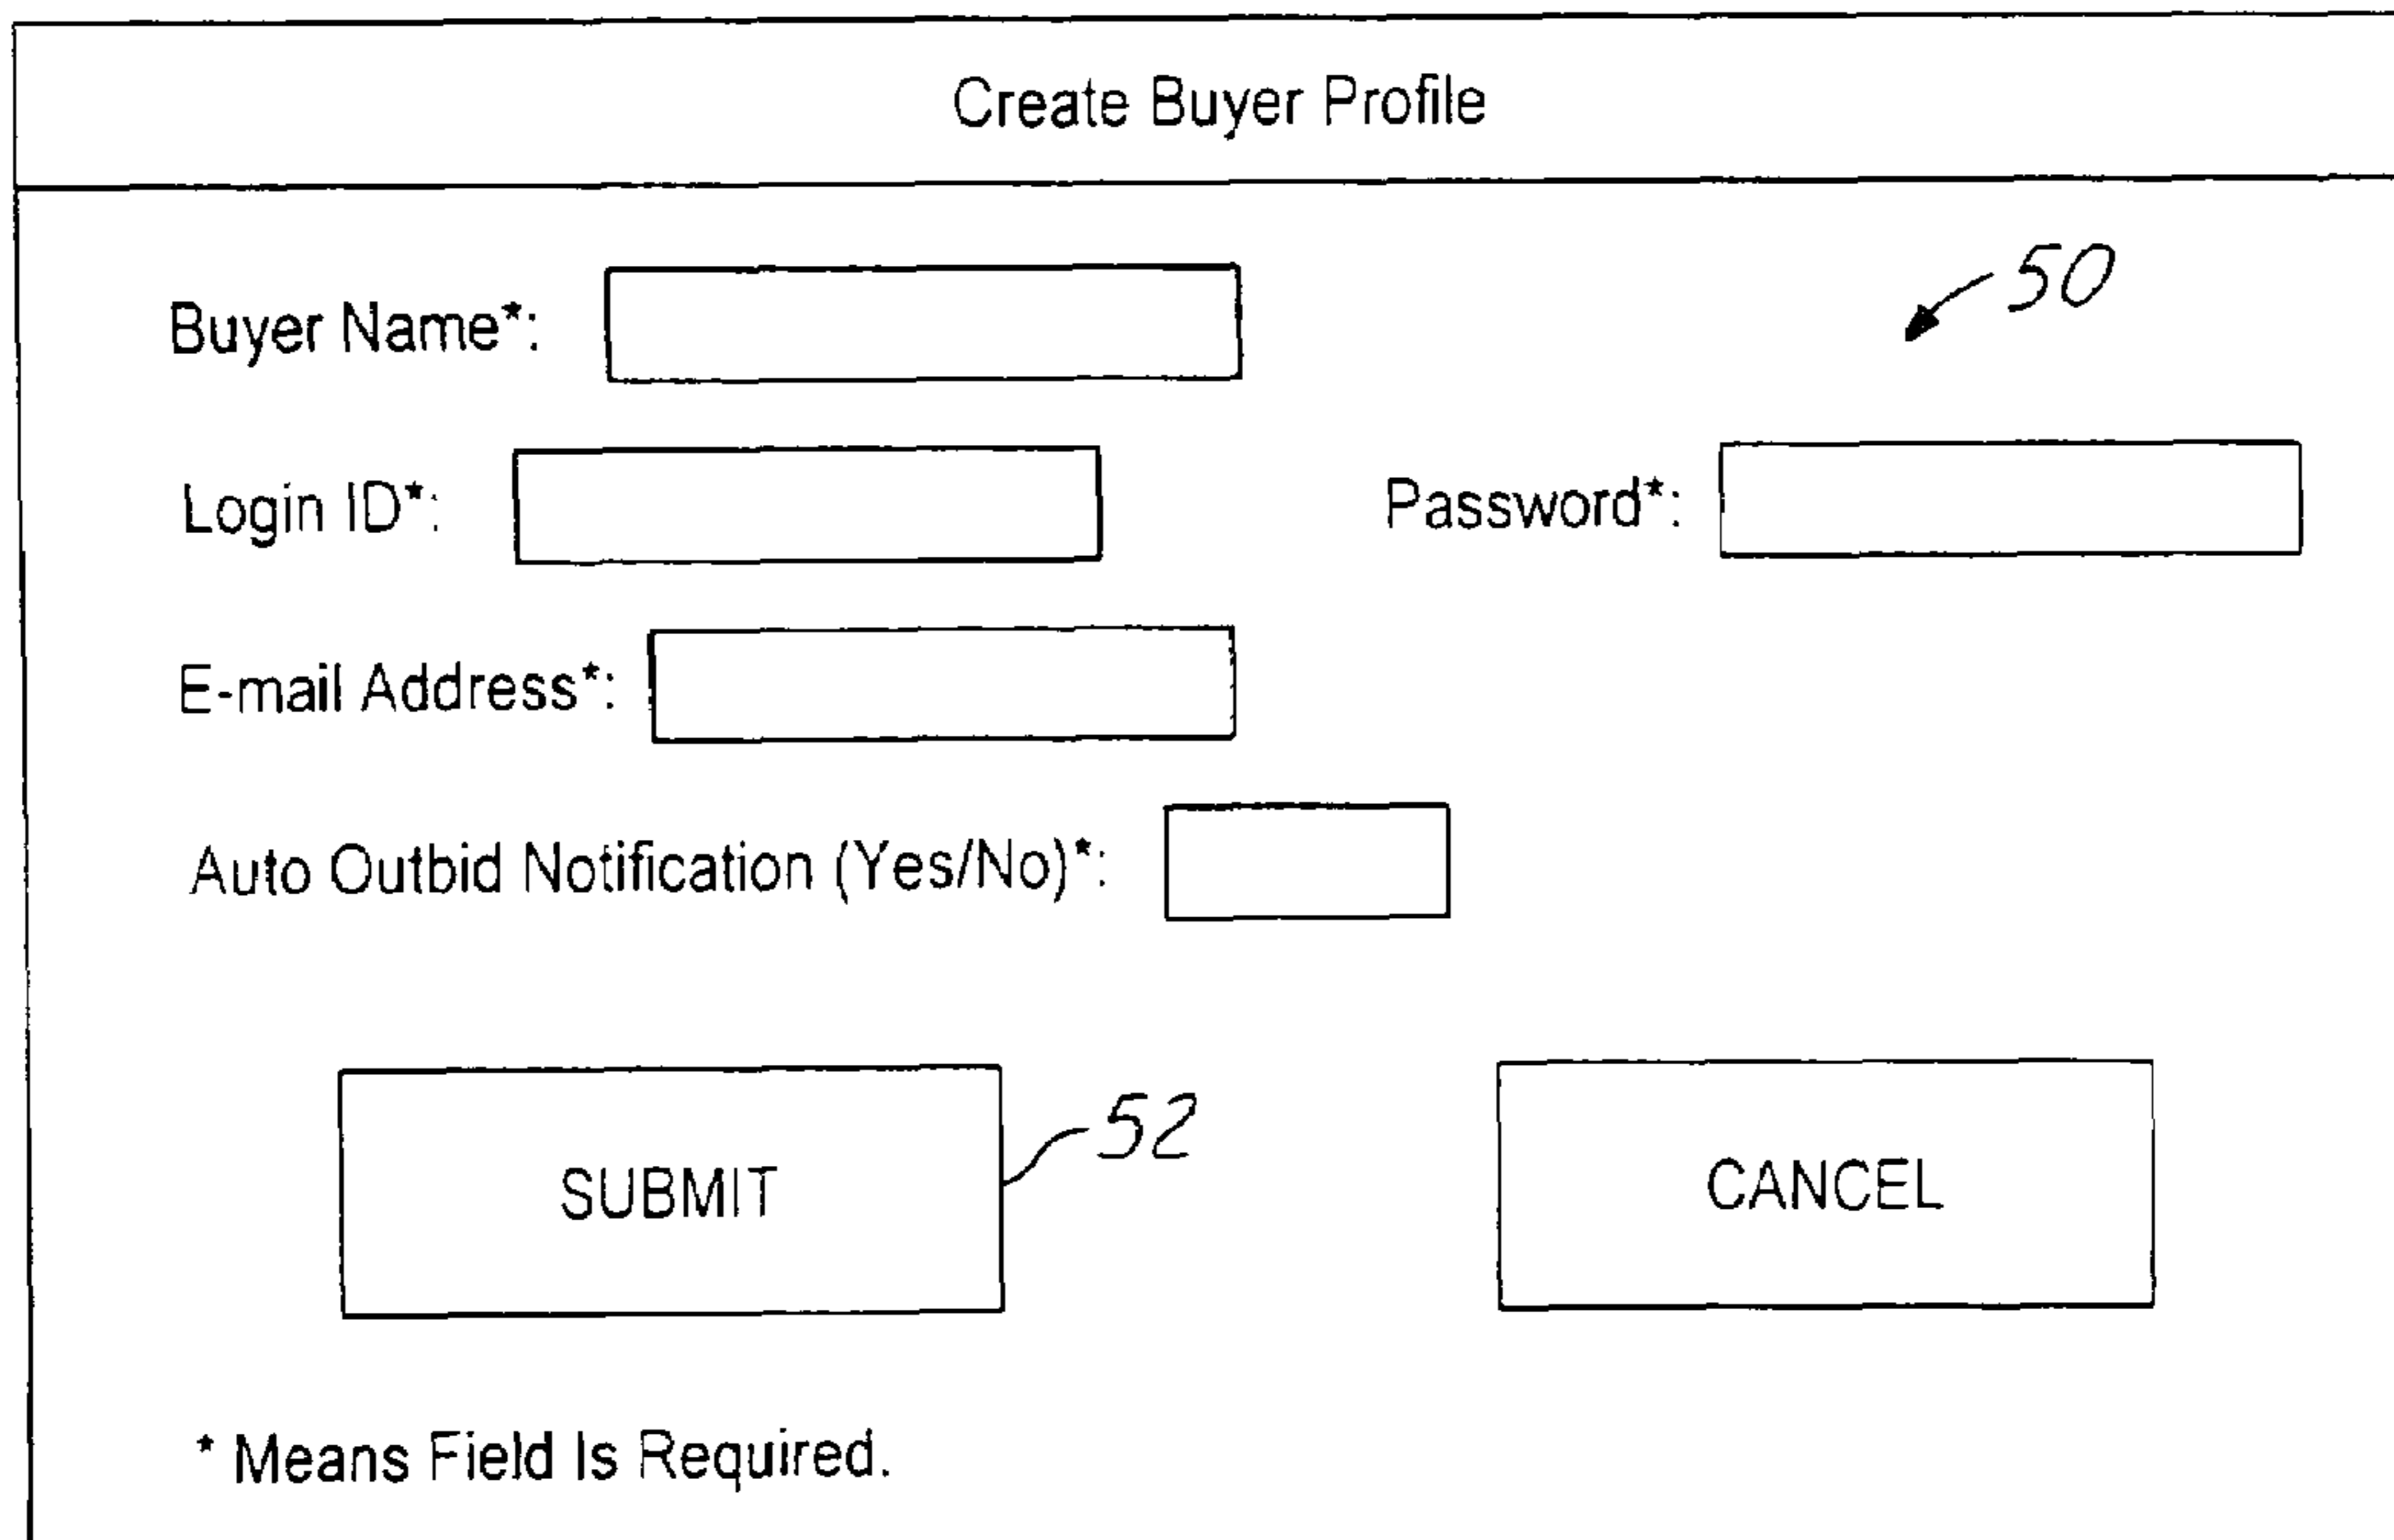 Create Buyer Profile
50
Buyer Name*:
Login ID*: Password*:
E-mail Address*:
Auto Outbid Notification (Yes/No)*:
52
SUBMIT CANCEL
* Means Field Is Required.